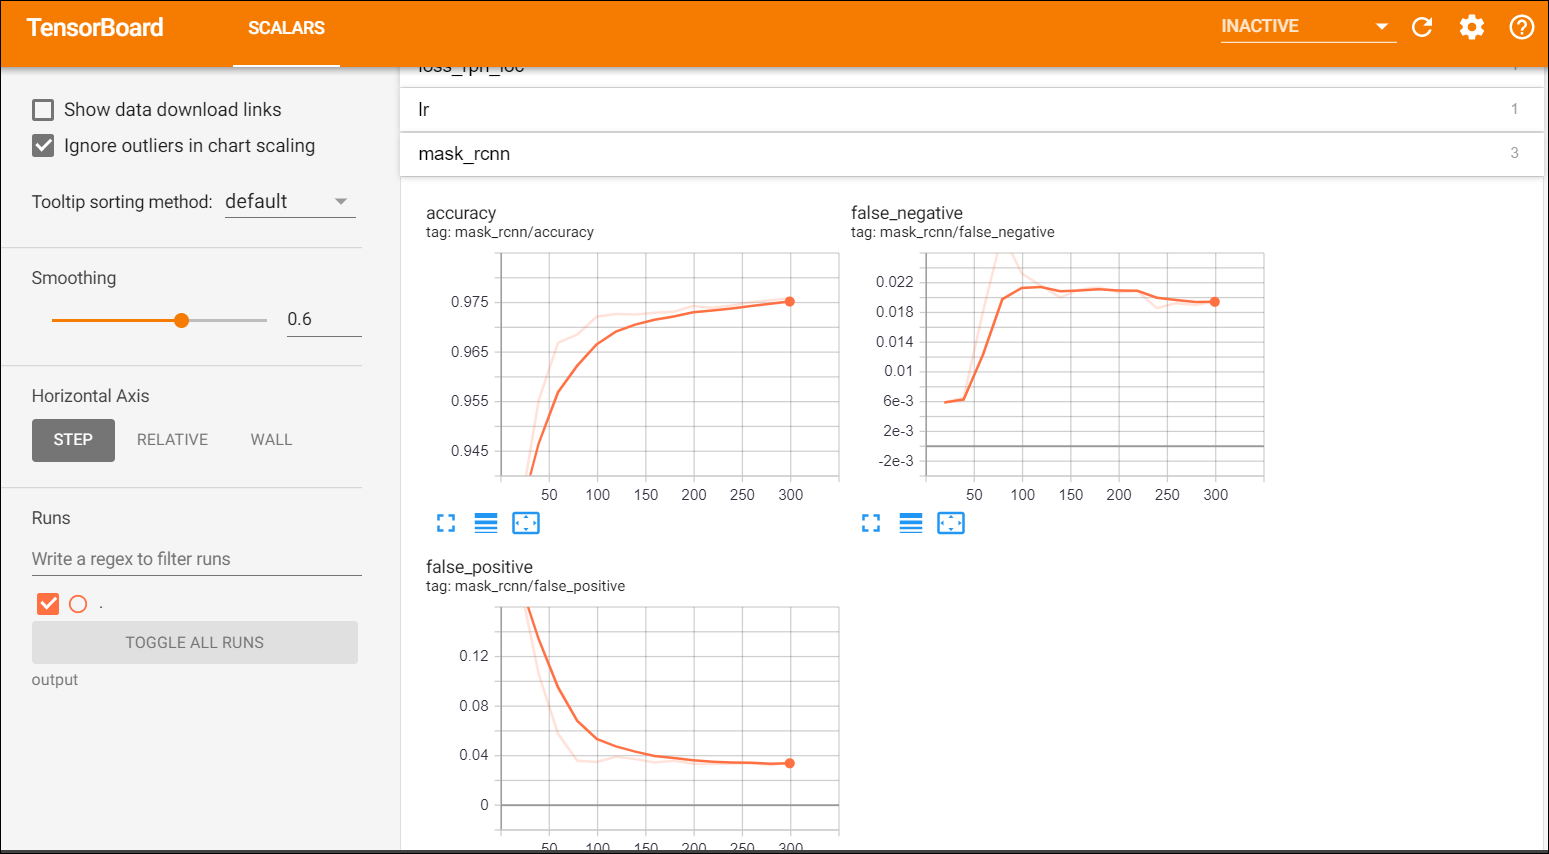 TensorBoard
SCALARS
INACTIVE
Show data download links
Ignore outliers in chart scaling
Tooltip sorting method: default
Smoothing
0.6
Horizontal Axis
STEP RELATIVE WALL
Runs
Write a regex to filter runs
.
TOGGLE ALL RUNS
output
loss_rpn_loc 1
lr 1
mask_rcnn 3
accuracy
tag: mask_rcnn/accuracy
0.975
0.965
0.955
0.945
50 100 150 200 250 300
false_negative
tag: mask_rcnn/false_negative
0.022
0.018
0.014
0.01
6e-3
2e-3
-2e-3
50 100 150 200 250 300
false_positive
tag: mask_rcnn/false_positive
0.12
0.08
0.04
0
50 100 150 200 250 300